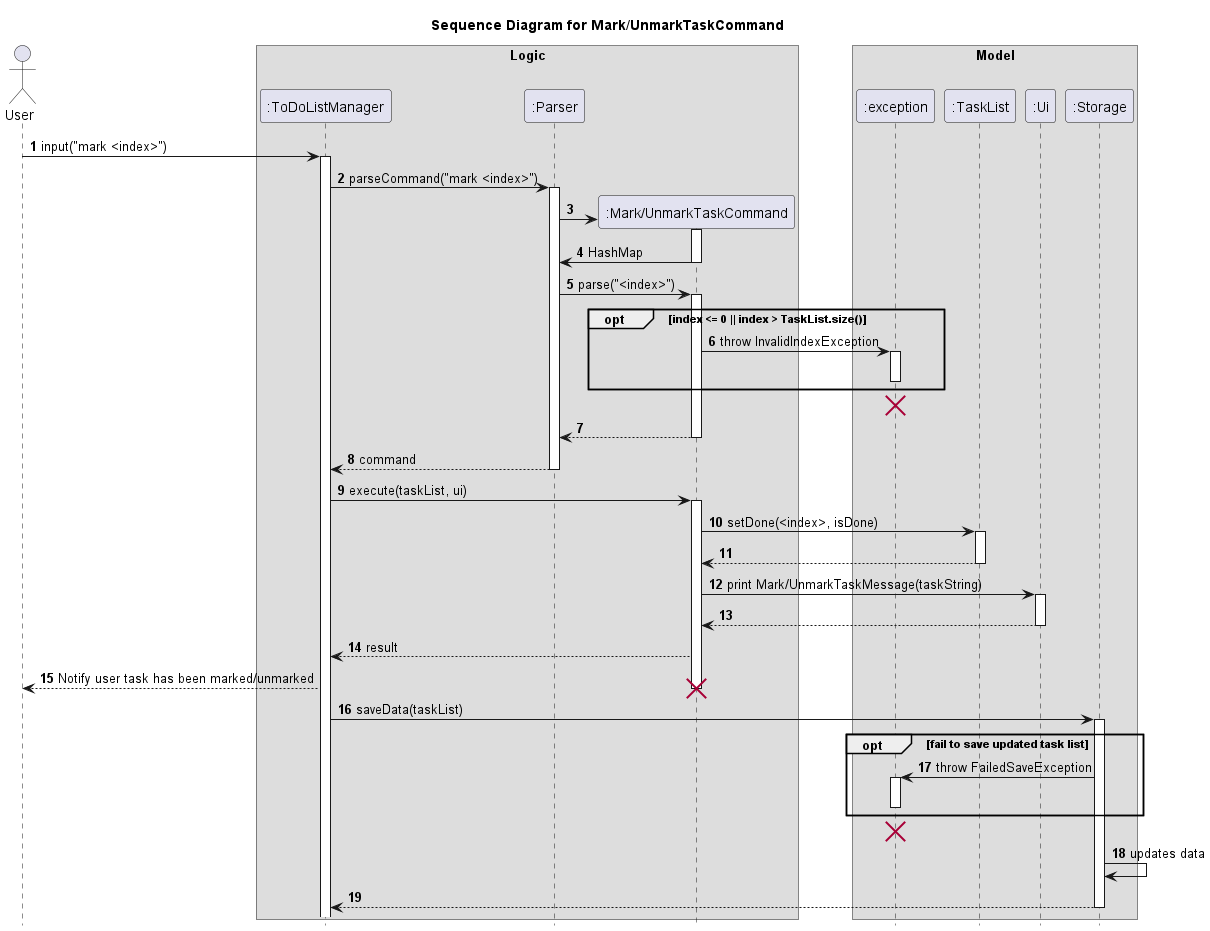 Sequence Diagram for Mark/UnmarkTaskCommand
Logic
Model
User
:ToDoListManager
:Parser
:exception
:TaskList
:Ui
:Storage
1 input("mark <index>")
2 parseCommand("mark <index>")
3
:Mark/UnmarkTaskCommand
4 HashMap
5 parse("<index>")
opt [index <= 0 || index > TaskList.size()]
6 throw InvalidIndexException
7
8 command
9 execute(taskList, ui)
10 setDone(<index>, isDone)
11
12 print Mark/UnmarkTaskMessage(taskString)
13
14 result
15 Notify user task has been marked/unmarked
16 saveData(taskList)
opt [fail to save updated task list]
17 throw FailedSaveException
18 updates data
19